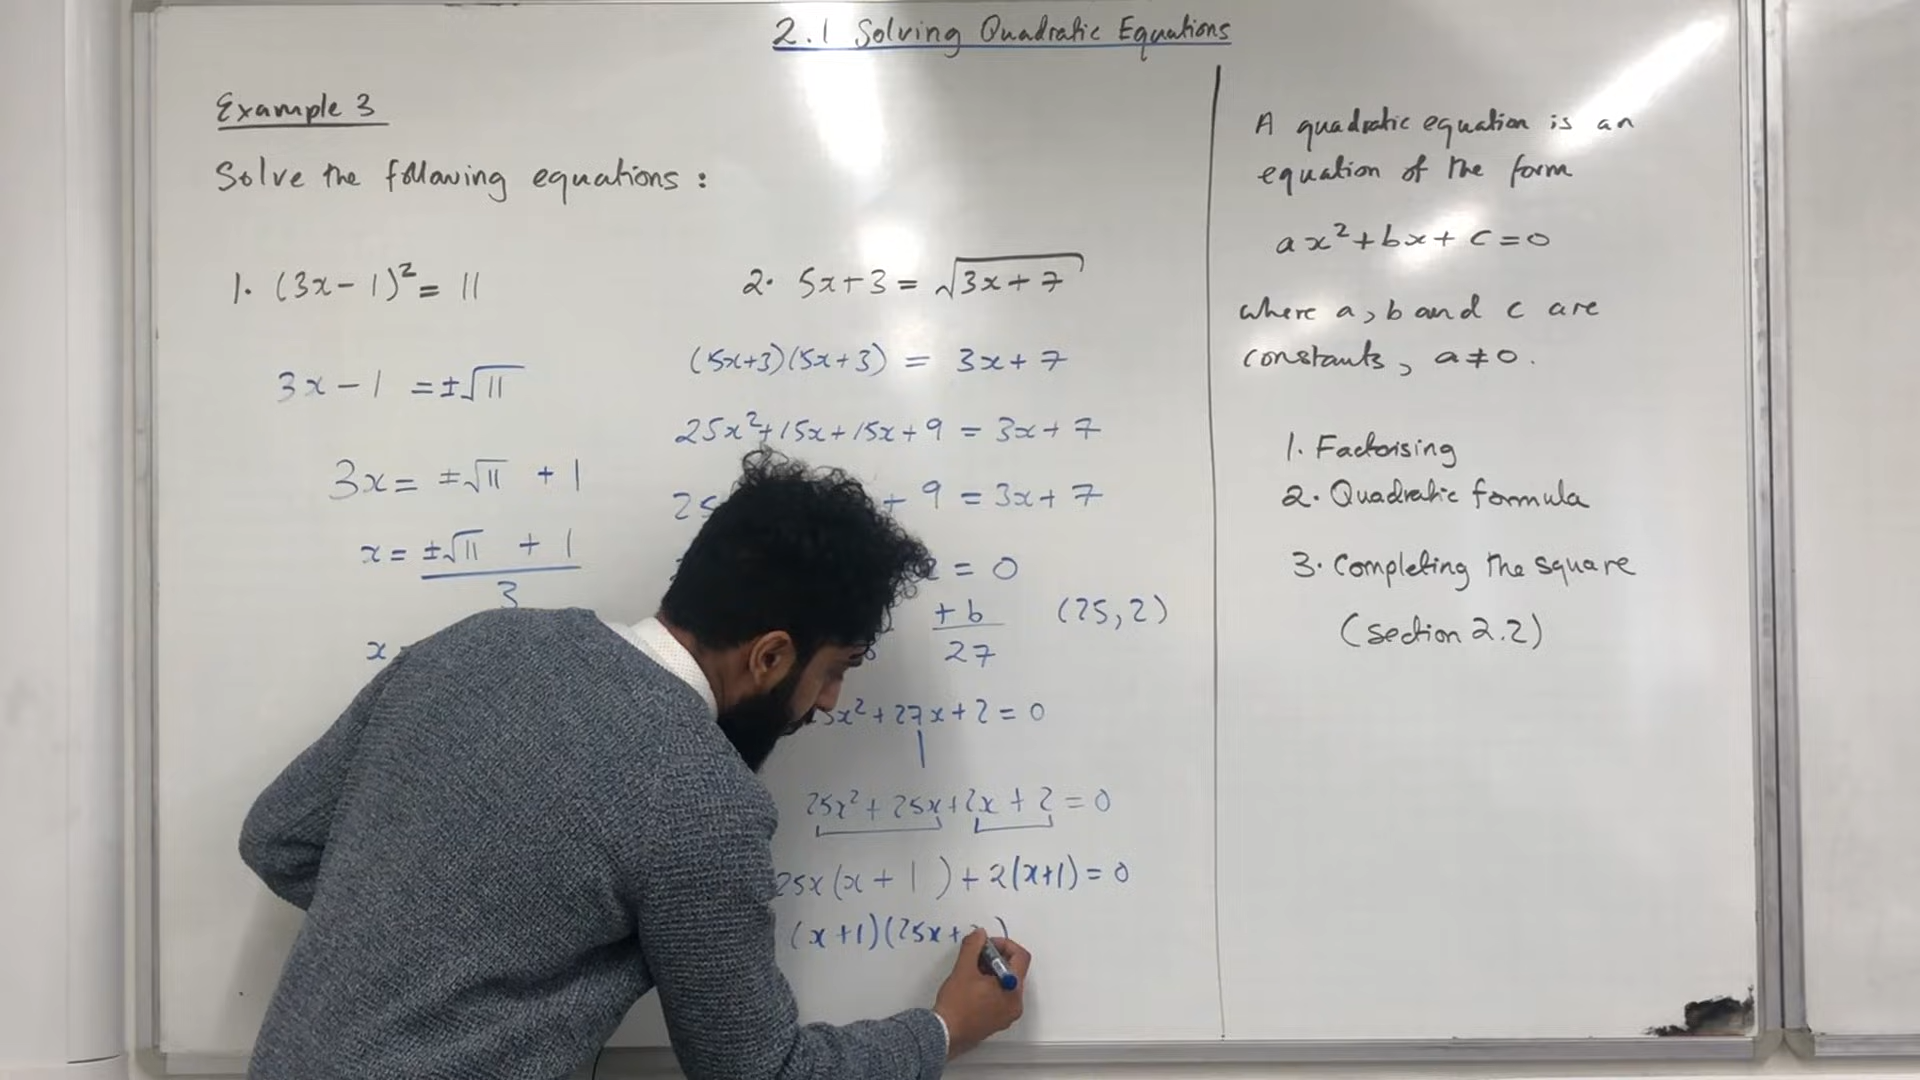 2.1 Solving Quadratic Equations
Example 3
Solve the following equations :
1. (3x - 1)² = 11
3x - 1 = ±√11
3x = ±√11 + 1
x = ±√11 + 1
3
x
2. 5x + 3 = √3x + 7
(5x+3)(5x+3) = 3x + 7
25x² + 15x + 15x + 9 = 3x + 7
25 + 9 = 3x + 7
= 0
+ b (25, 2)
27
x² + 27x + 2 = 0
25x² + 25x + 2x + 2 = 0
25x (x + 1) + 2(x+1) = 0
(x + 1)(25x + )
A quadratic equation is an
equation of the form
ax² + bx + c = 0
where a, b and c are
constants, a ≠ 0.
1. Factorising
2. Quadratic formula
3. Completing the square
(section 2.2)